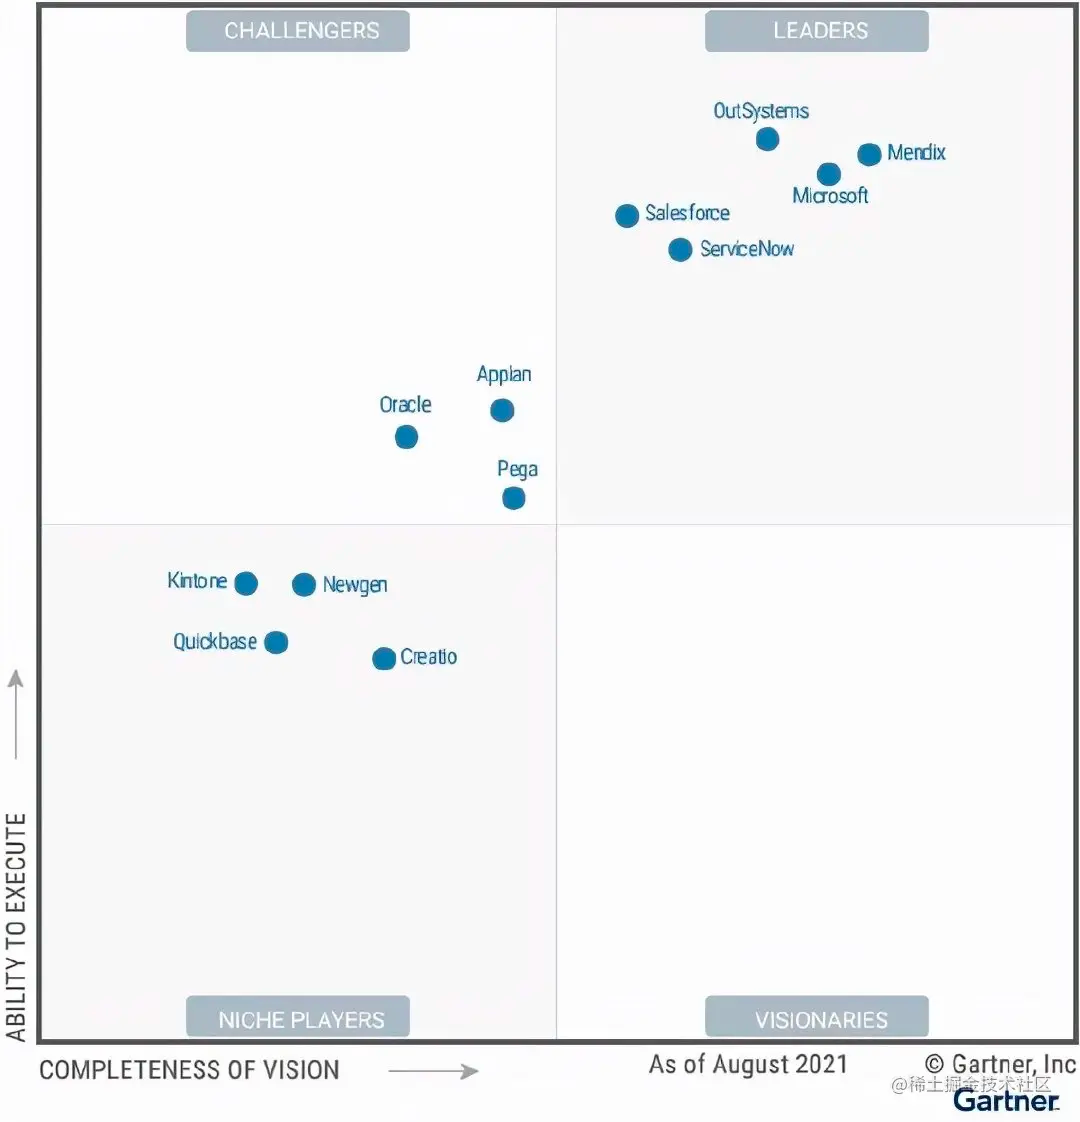 CHALLENGERS
LEADERS
OutSystems
Mendix
Microsoft
Salesforce
ServiceNow
Appian
Oracle
Pega
Kintone
Newgen
Quickbase
Creatio
ABILITY TO EXECUTE
NICHE PLAYERS
VISIONARIES
COMPLETENESS OF VISION
As of August 2021
© Gartner, Inc
@稀土掘金技术社区
Gartner